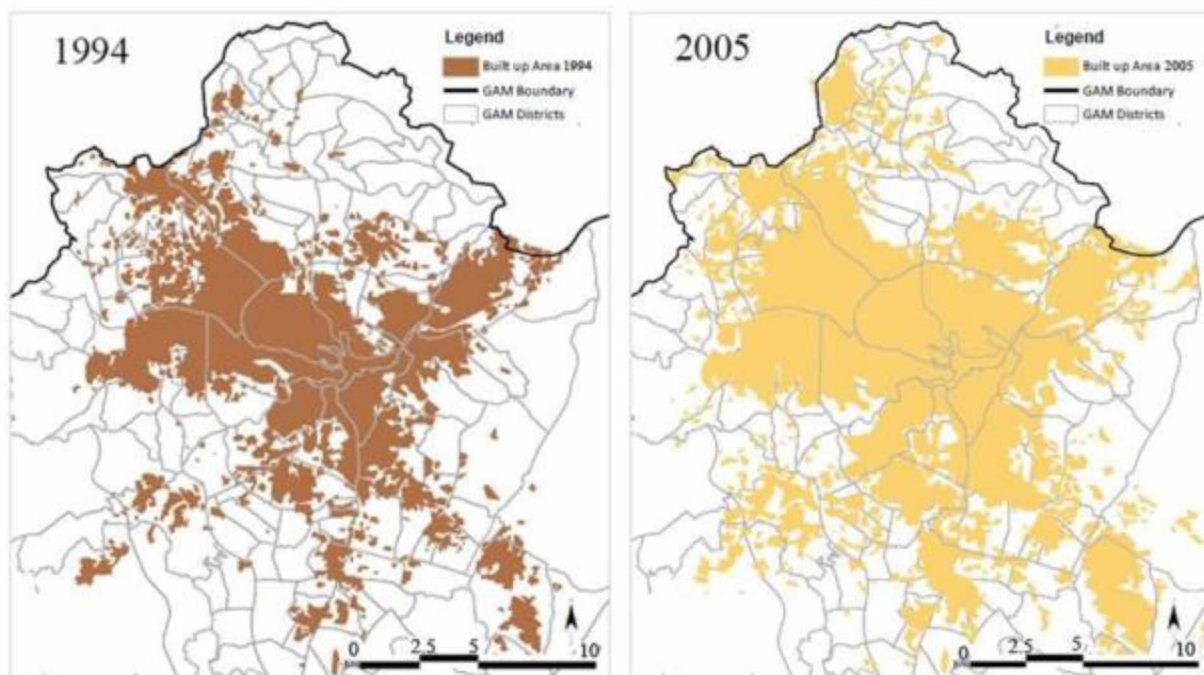 1994
Legend
Built up Area 1994
GAM Boundary
GAM Districts
0 2.5 5 10
2005
Legend
Built up Area 2005
GAM Boundary
GAM Districts
0 2.5 5 10